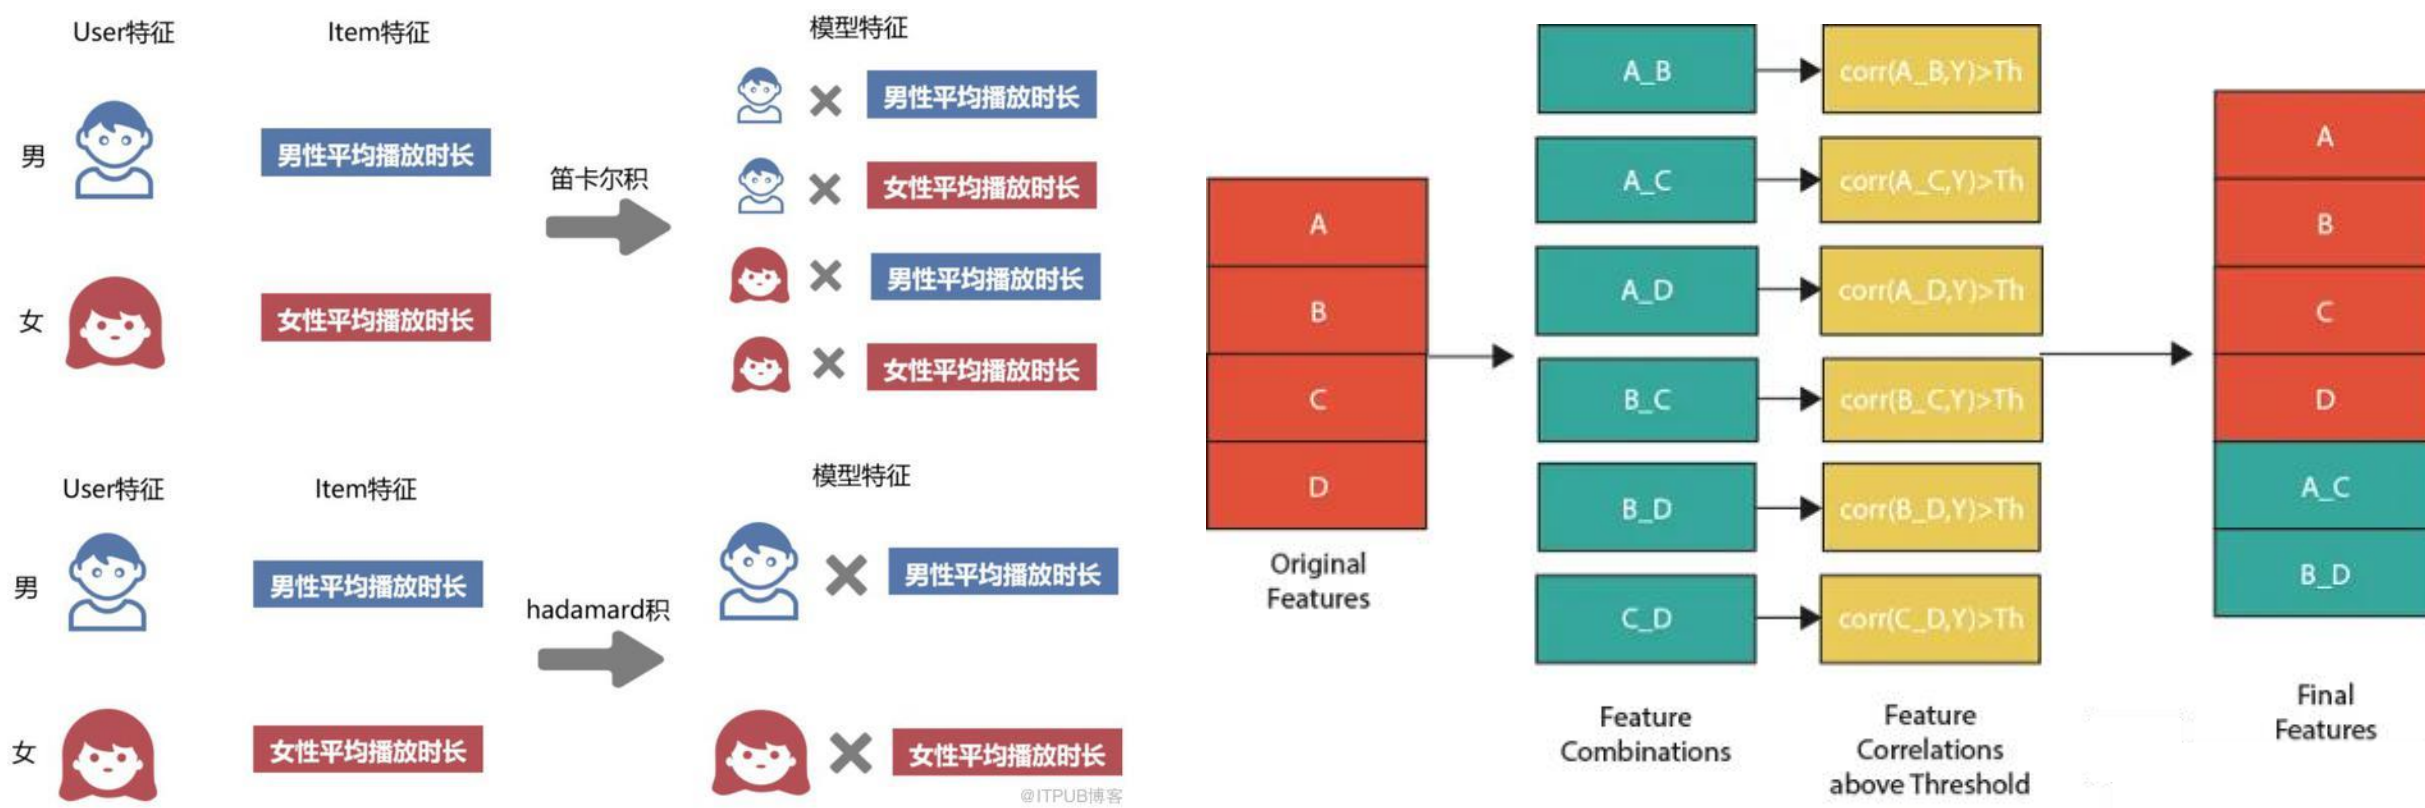 User特征
Item特征
模型特征
男
男性平均播放时长
女
女性平均播放时长
笛卡尔积
男性平均播放时长
女性平均播放时长
男性平均播放时长
女性平均播放时长
User特征
Item特征
模型特征
男
男性平均播放时长
女
女性平均播放时长
hadamard积
男性平均播放时长
女性平均播放时长
@ITPUB博客
A
B
C
D
Original
Features
A_B
A_C
A_D
B_C
B_D
C_D
Feature
Combinations
corr(A_B,Y)>Th
corr(A_C,Y)>Th
corr(A_D,Y)>Th
corr(B_C,Y)>Th
corr(B_D,Y)>Th
corr(C_D,Y)>Th
Feature
Correlations
above Threshold
A
B
C
D
A_C
B_D
Final
Features